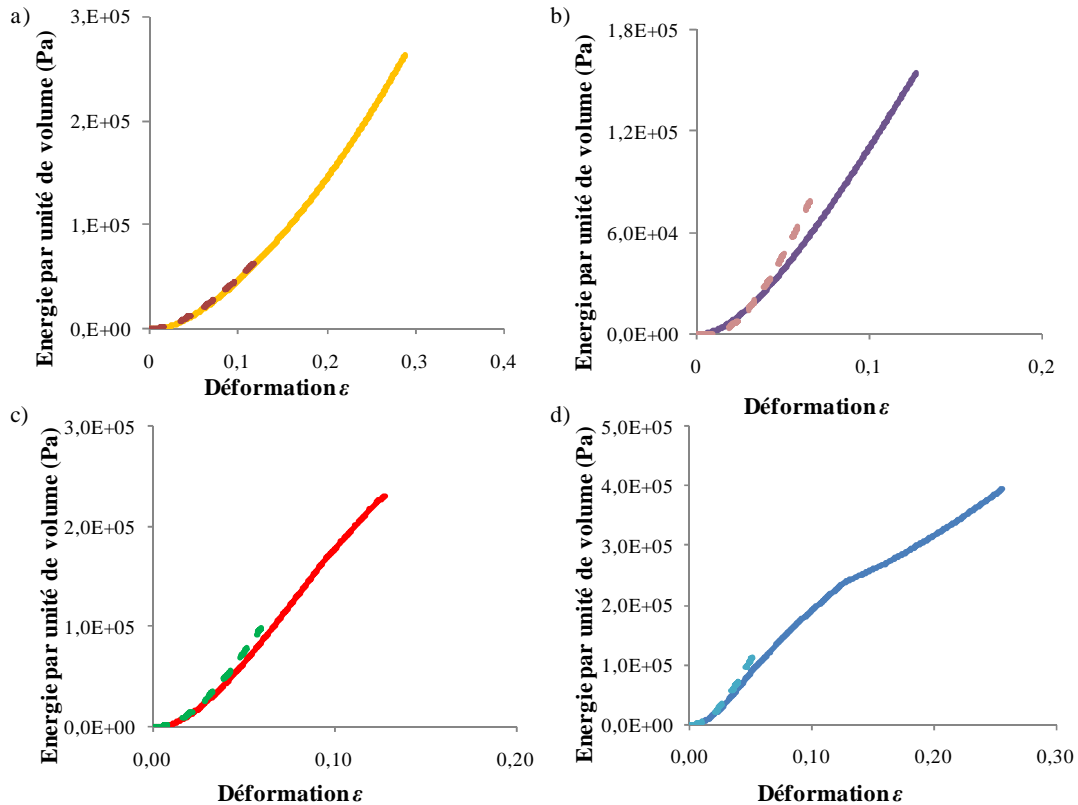 a)
Energie par unité de volume (Pa)
3,E+05
2,E+05
1,E+05
0,E+00
0
0,1
0,2
0,3
0,4
Déformation ε
b)
Energie par unité de volume (Pa)
1,8E+05
1,2E+05
6,0E+04
0,0E+00
0
0,1
0,2
Déformation ε
c)
Energie par unité de volume (Pa)
3,0E+05
2,0E+05
1,0E+05
0,0E+00
0,00
0,10
0,20
Déformation ε
d)
Energie par unité de volume (Pa)
5,0E+05
4,0E+05
3,0E+05
2,0E+05
1,0E+05
0,0E+00
0,00
0,10
0,20
0,30
Déformation ε